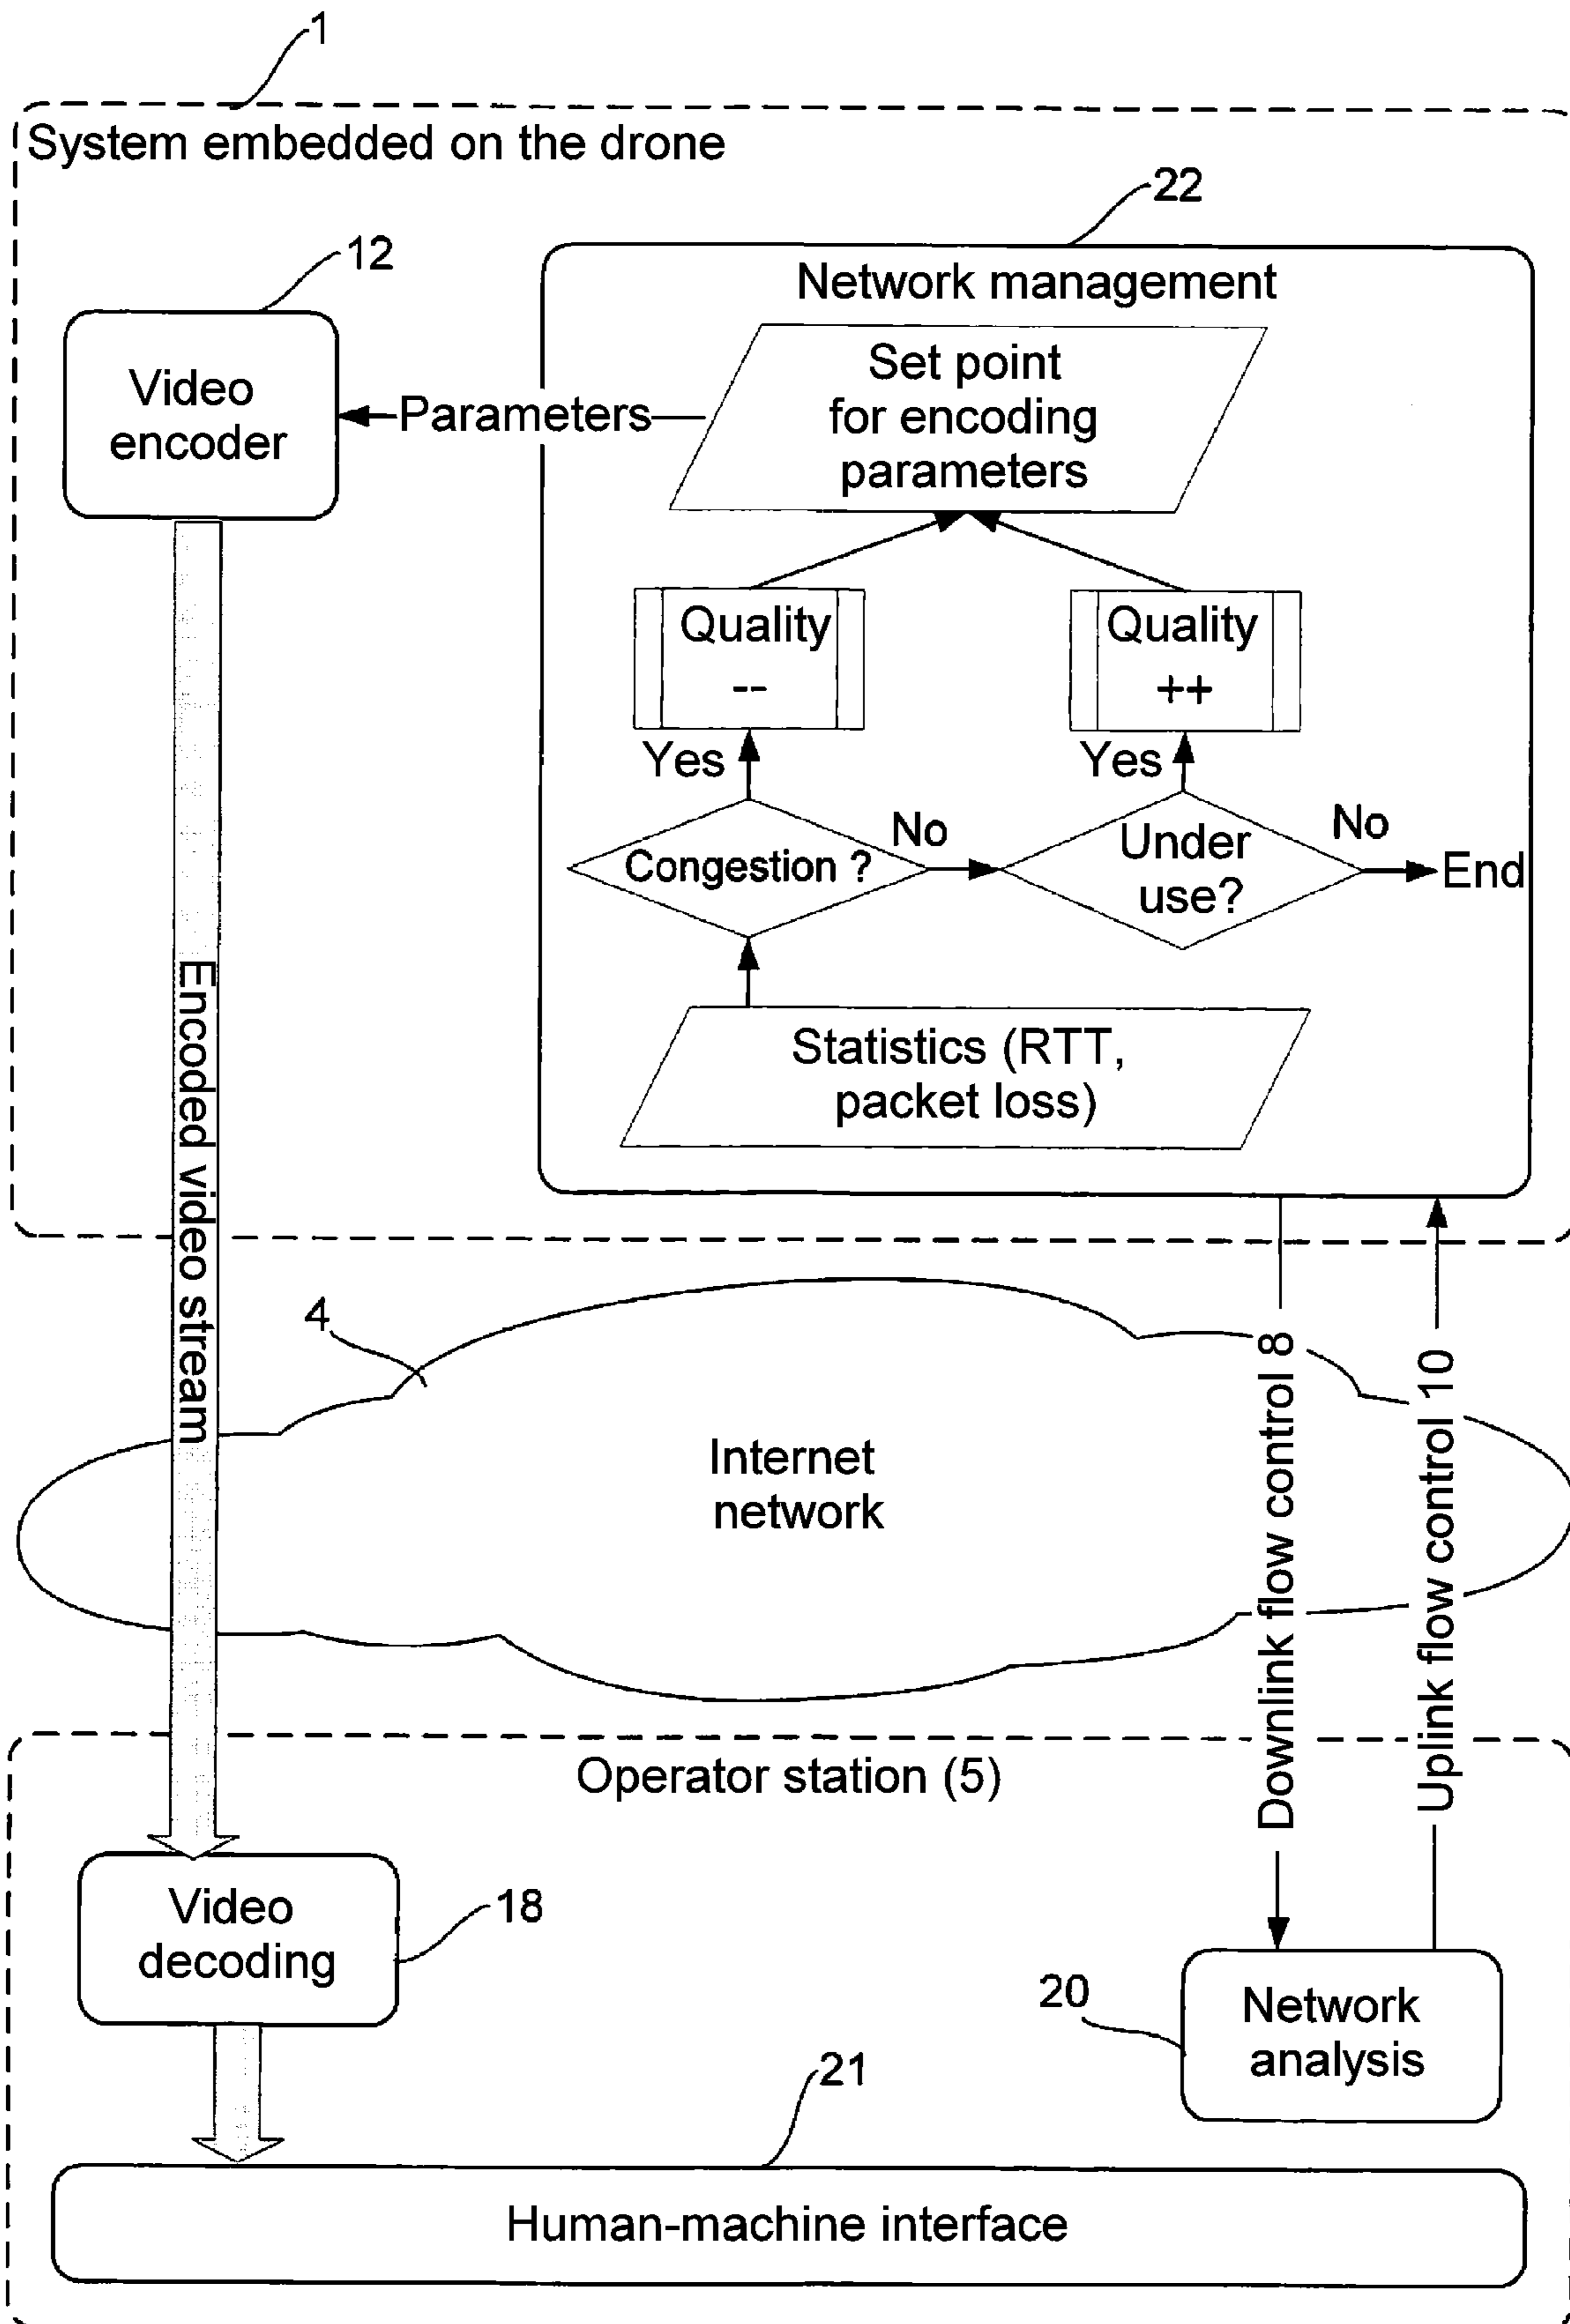 1
System embedded on the drone
22
12
Network management
Video
encoder
Parameters
Set point
for encoding
parameters
Quality
--
Quality
++
Yes
Yes
Congestion ?
No
Under
use?
No
End
Statistics (RTT,
packet loss)
Encoded video stream
4
Internet
network
Downlink flow control 8
Uplink flow control 10
Operator station (5)
Video
decoding
18
20
Network
analysis
21
Human-machine interface